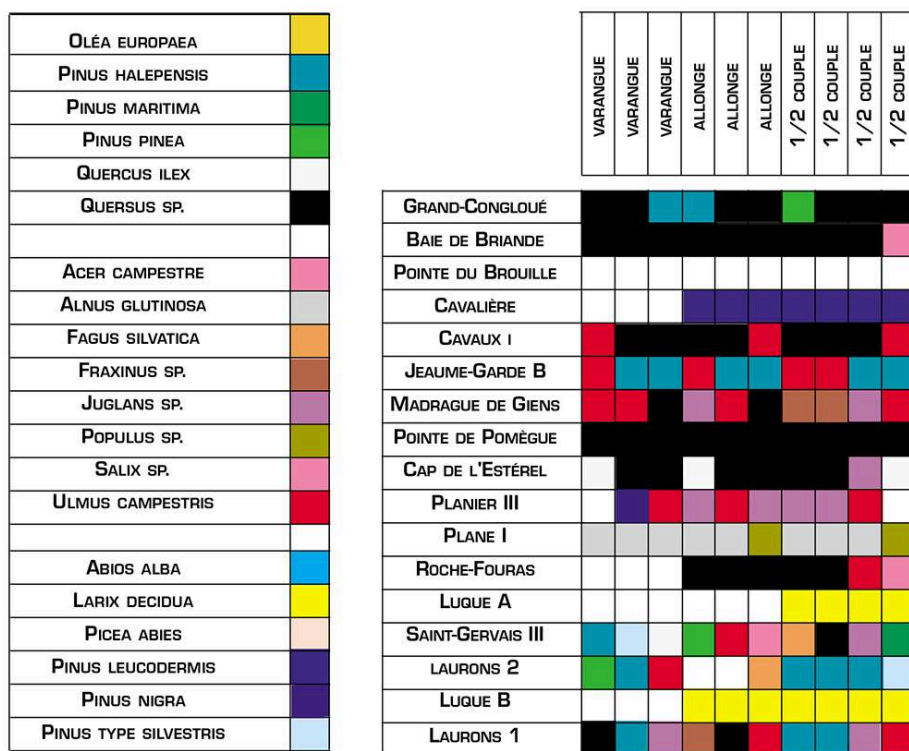 OLÉA EUROPAEA
PINUS HALEPENSIS
PINUS MARITIMA
PINUS PINEA
QUERCUS ILEX
QUERSUS SP.
ACER CAMPESTRE
ALNUS GLUTINOSA
FAGUS SILVATICA
FRAXINUS SP.
JUGLANS SP.
POPULUS SP.
SALIX SP.
ULMUS CAMPESTRIS
ABIOS ALBA
LARIX DECIDUA
PICEA ABIES
PINUS LEUCODERMIS
PINUS NIGRA
PINUS TYPE SILVESTRIS
VARANGUE
VARANGUE
VARANGUE
ALLONGE
ALLONGE
ALLONGE
1/2 COUPLE
1/2 COUPLE
1/2 COUPLE
1/2 COUPLE
GRAND-CONGLOUÉ
BAIE DE BRIANDE
POINTE DU BROUILLE
CAVALIÈRE
CAVAUX I
JEAUME-GARDE B
MADRAGUE DE GIENS
POINTE DE POMÈGUE
CAP DE L'ESTÉREL
PLANIER III
PLANE I
ROCHE-FOURAS
LUQUE A
SAINT-GERVAIS III
LAURONS 2
LUQUE B
LAURONS 1